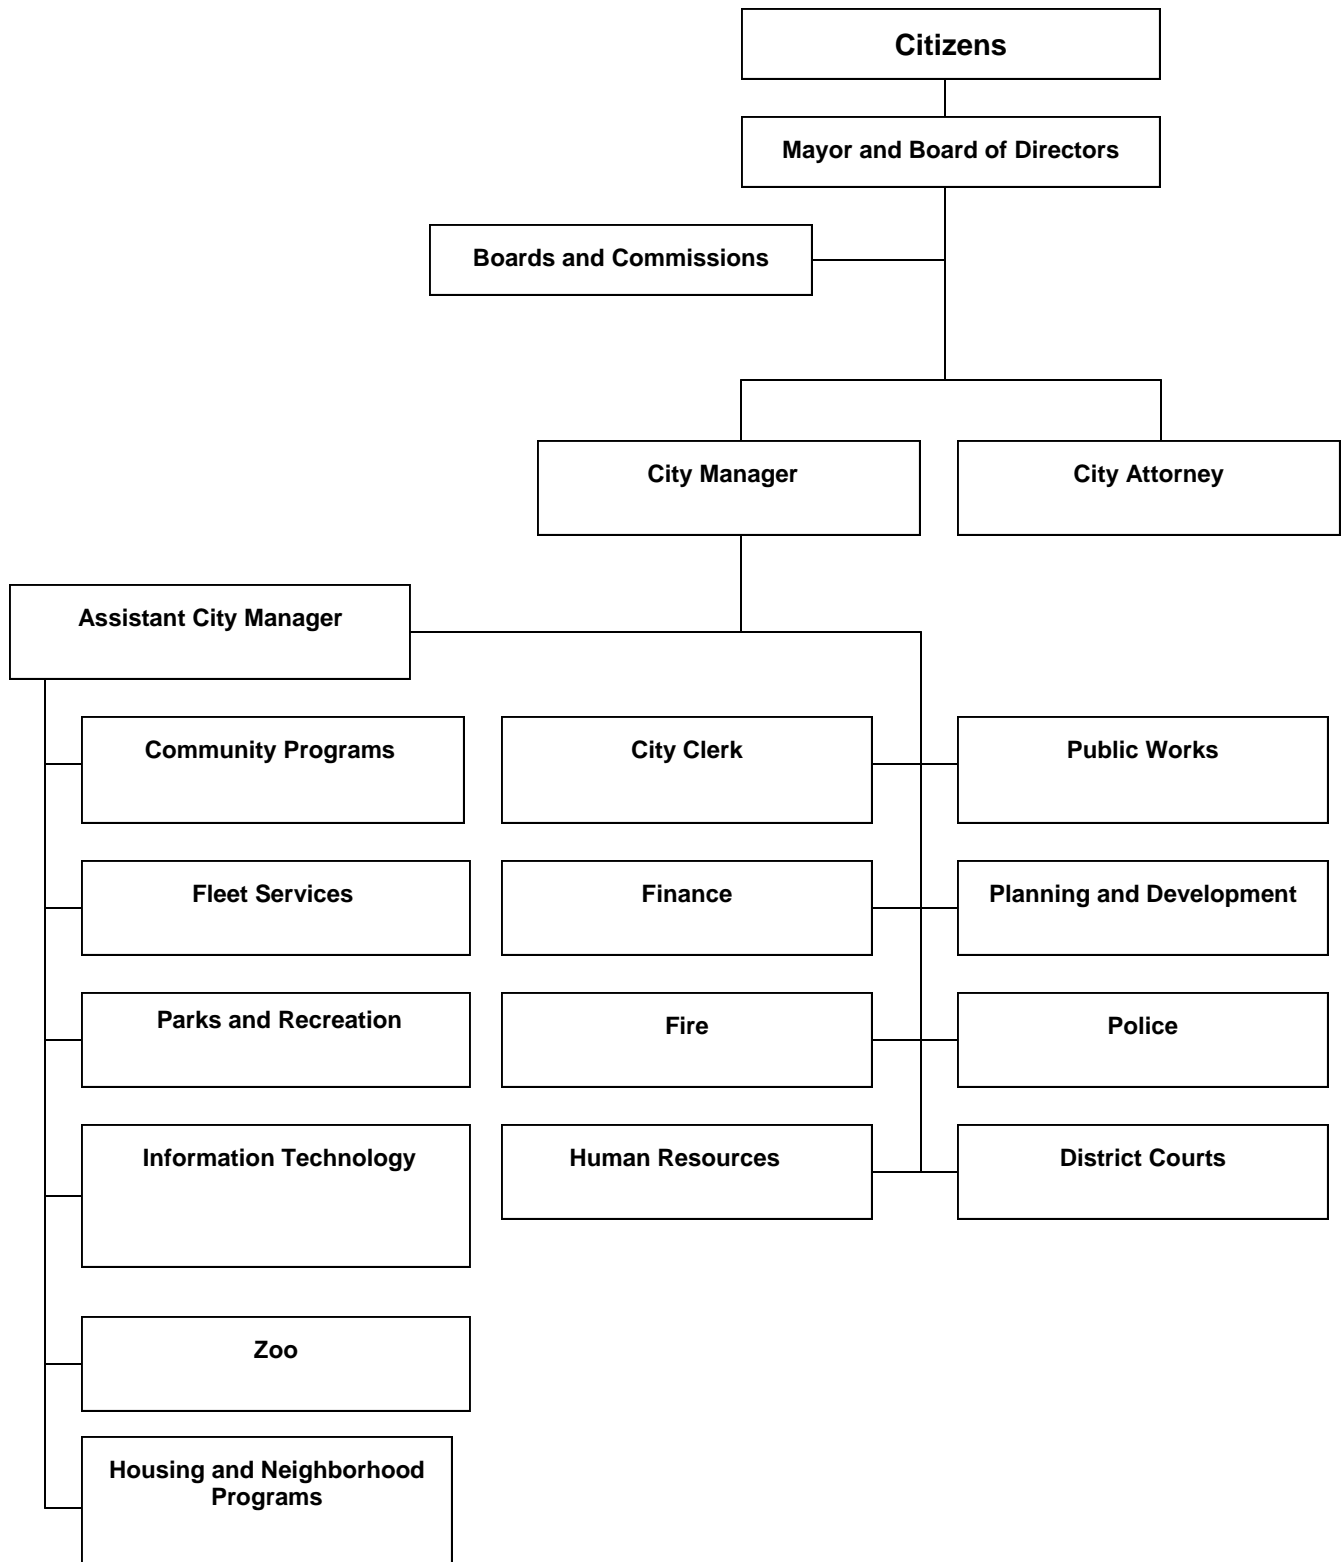 Citizens
Mayor and Board of Directors
Boards and Commissions
City Manager
City Attorney
Assistant City Manager
Community Programs
City Clerk
Public Works
Fleet Services
Finance
Planning and Development
Parks and Recreation
Fire
Police
Information Technology
Human Resources
District Courts
Zoo
Housing and Neighborhood
Programs